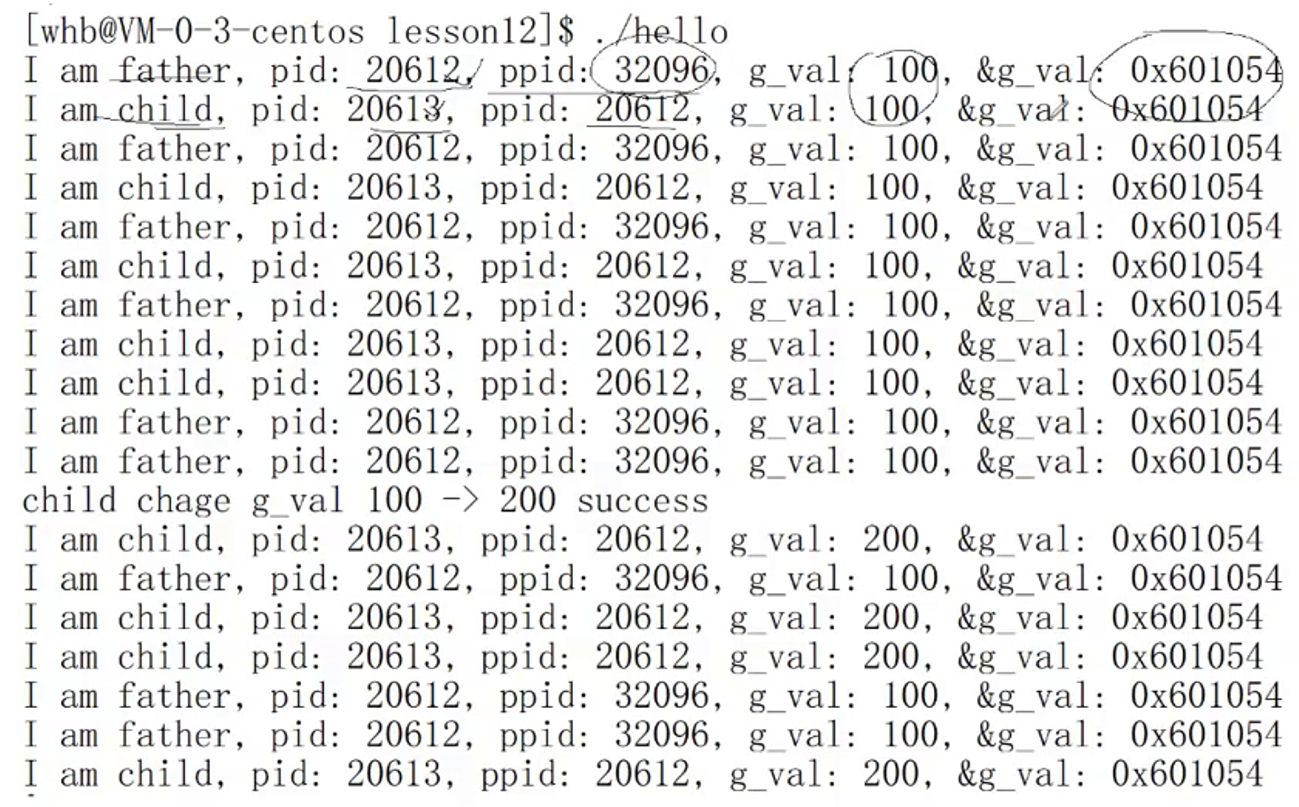 [whb@VM-0-3-centos lesson12]$ ./hello
I am father, pid: 20612, ppid: 32096, g_val: 100, &g_val: 0x601054
I am child, pid: 20613, ppid: 20612, g_val: 100, &g_val: 0x601054
I am father, pid: 20612, ppid: 32096, g_val: 100, &g_val: 0x601054
I am child, pid: 20613, ppid: 20612, g_val: 100, &g_val: 0x601054
I am father, pid: 20612, ppid: 32096, g_val: 100, &g_val: 0x601054
I am child, pid: 20613, ppid: 20612, g_val: 100, &g_val: 0x601054
I am father, pid: 20612, ppid: 32096, g_val: 100, &g_val: 0x601054
I am child, pid: 20613, ppid: 20612, g_val: 100, &g_val: 0x601054
I am child, pid: 20613, ppid: 20612, g_val: 100, &g_val: 0x601054
I am father, pid: 20612, ppid: 32096, g_val: 100, &g_val: 0x601054
I am father, pid: 20612, ppid: 32096, g_val: 100, &g_val: 0x601054
child chage g_val 100 -> 200 success
I am child, pid: 20613, ppid: 20612, g_val: 200, &g_val: 0x601054
I am father, pid: 20612, ppid: 32096, g_val: 100, &g_val: 0x601054
I am child, pid: 20613, ppid: 20612, g_val: 200, &g_val: 0x601054
I am child, pid: 20613, ppid: 20612, g_val: 200, &g_val: 0x601054
I am father, pid: 20612, ppid: 32096, g_val: 100, &g_val: 0x601054
I am father, pid: 20612, ppid: 32096, g_val: 100, &g_val: 0x601054
I am child, pid: 20613, ppid: 20612, g_val: 200, &g_val: 0x601054